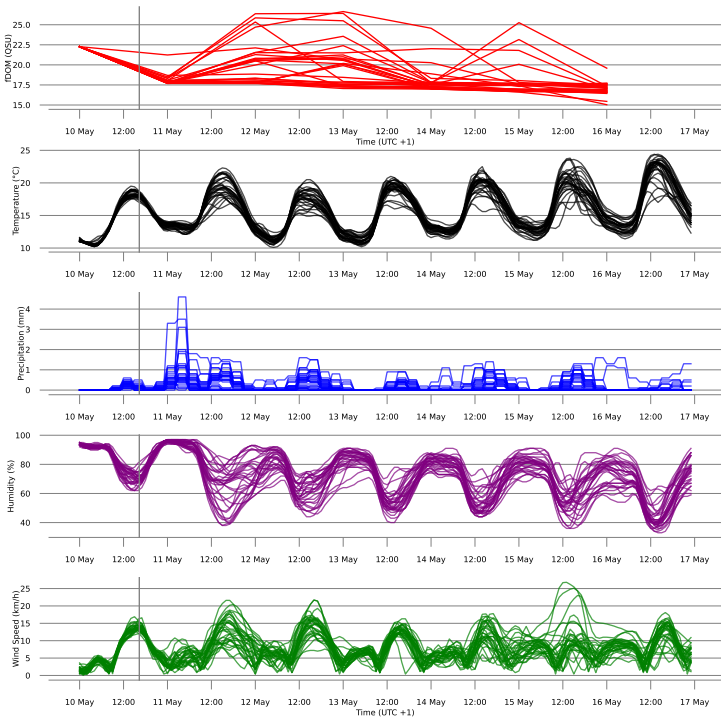 fDOM (QSU)
25.0
22.5
20.0
17.5
15.0
10 May 12:00 11 May 12:00 12 May 12:00 13 May 12:00 14 May 12:00 15 May 12:00 16 May 12:00 17 May
Time (UTC +1)
Temperature (°C)
25
20
15
10
10 May 12:00 11 May 12:00 12 May 12:00 13 May 12:00 14 May 12:00 15 May 12:00 16 May 12:00 17 May
Precipitation (mm)
4
3
2
1
0
10 May 12:00 11 May 12:00 12 May 12:00 13 May 12:00 14 May 12:00 15 May 12:00 16 May 12:00 17 May
Humidity (%)
100
80
60
40
10 May 12:00 11 May 12:00 12 May 12:00 13 May 12:00 14 May 12:00 15 May 12:00 16 May 12:00 17 May
Wind Speed (km/h)
25
20
15
10
5
0
10 May 12:00 11 May 12:00 12 May 12:00 13 May 12:00 14 May 12:00 15 May 12:00 16 May 12:00 17 May
Time (UTC +1)